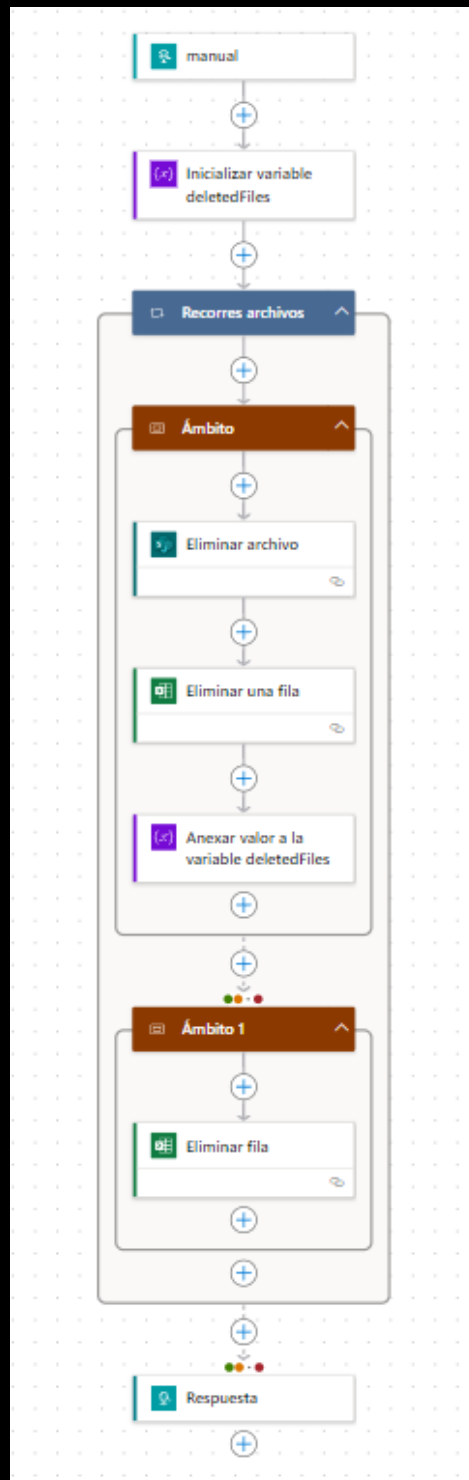 manual
Inicializar variable
deletedFiles
Recorres archivos
Ámbito
Eliminar archivo
Eliminar una fila
Anexar valor a la
variable deletedFiles
Ámbito 1
Eliminar fila
Respuesta